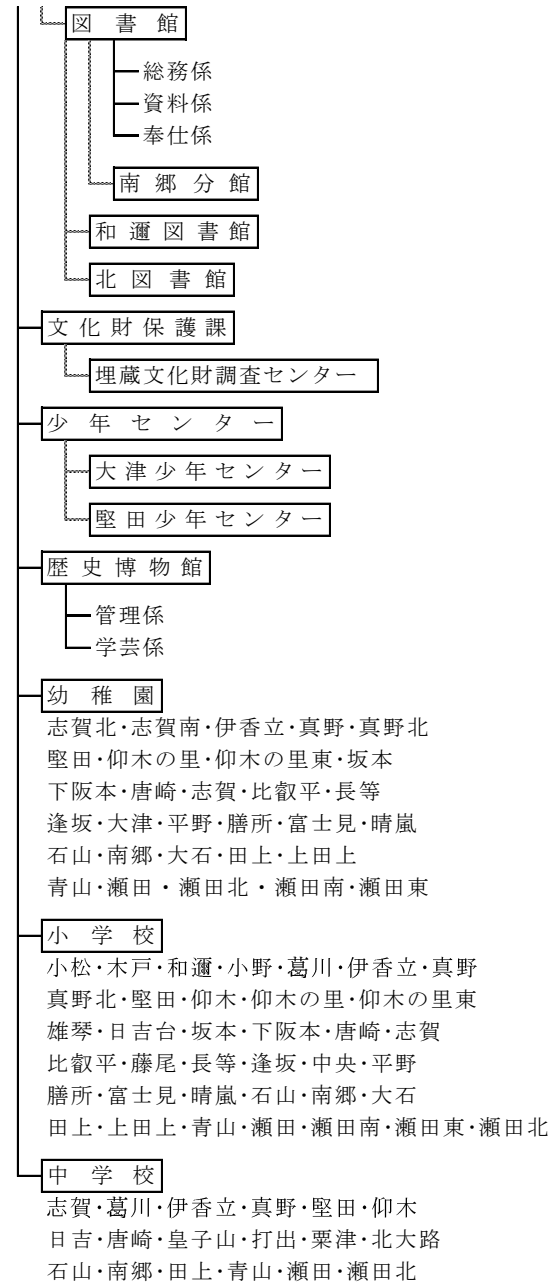 図書館
総務係
資料係
奉仕係
南郷分館
和邇図書館
北図書館
文化財保護課
埋蔵文化財調査センター
少年センター
大津少年センター
堅田少年センター
歴史博物館
管理係
学芸係
幼稚園
志賀北・志賀南・伊香立・真野・真野北
堅田・仰木の里・仰木の里東・坂本
下阪本・唐崎・志賀・比叡平・長等
逢坂・大津・平野・膳所・富士見・晴嵐
石山・南郷・大石・田上・上田上
青山・瀬田・瀬田北・瀬田南・瀬田東
小学校
小松・木戸・和邇・小野・葛川・伊香立・真野
真野北・堅田・仰木・仰木の里・仰木の里東
雄琴・日吉台・坂本・下阪本・唐崎・志賀
比叡平・藤尾・長等・逢坂・中央・平野
膳所・富士見・晴嵐・石山・南郷・大石
田上・上田上・青山・瀬田・瀬田南・瀬田東・瀬田北
中学校
志賀・葛川・伊香立・真野・堅田・仰木
日吉・唐崎・皇子山・打出・粟津・北大路
石山・南郷・田上・青山・瀬田・瀬田北